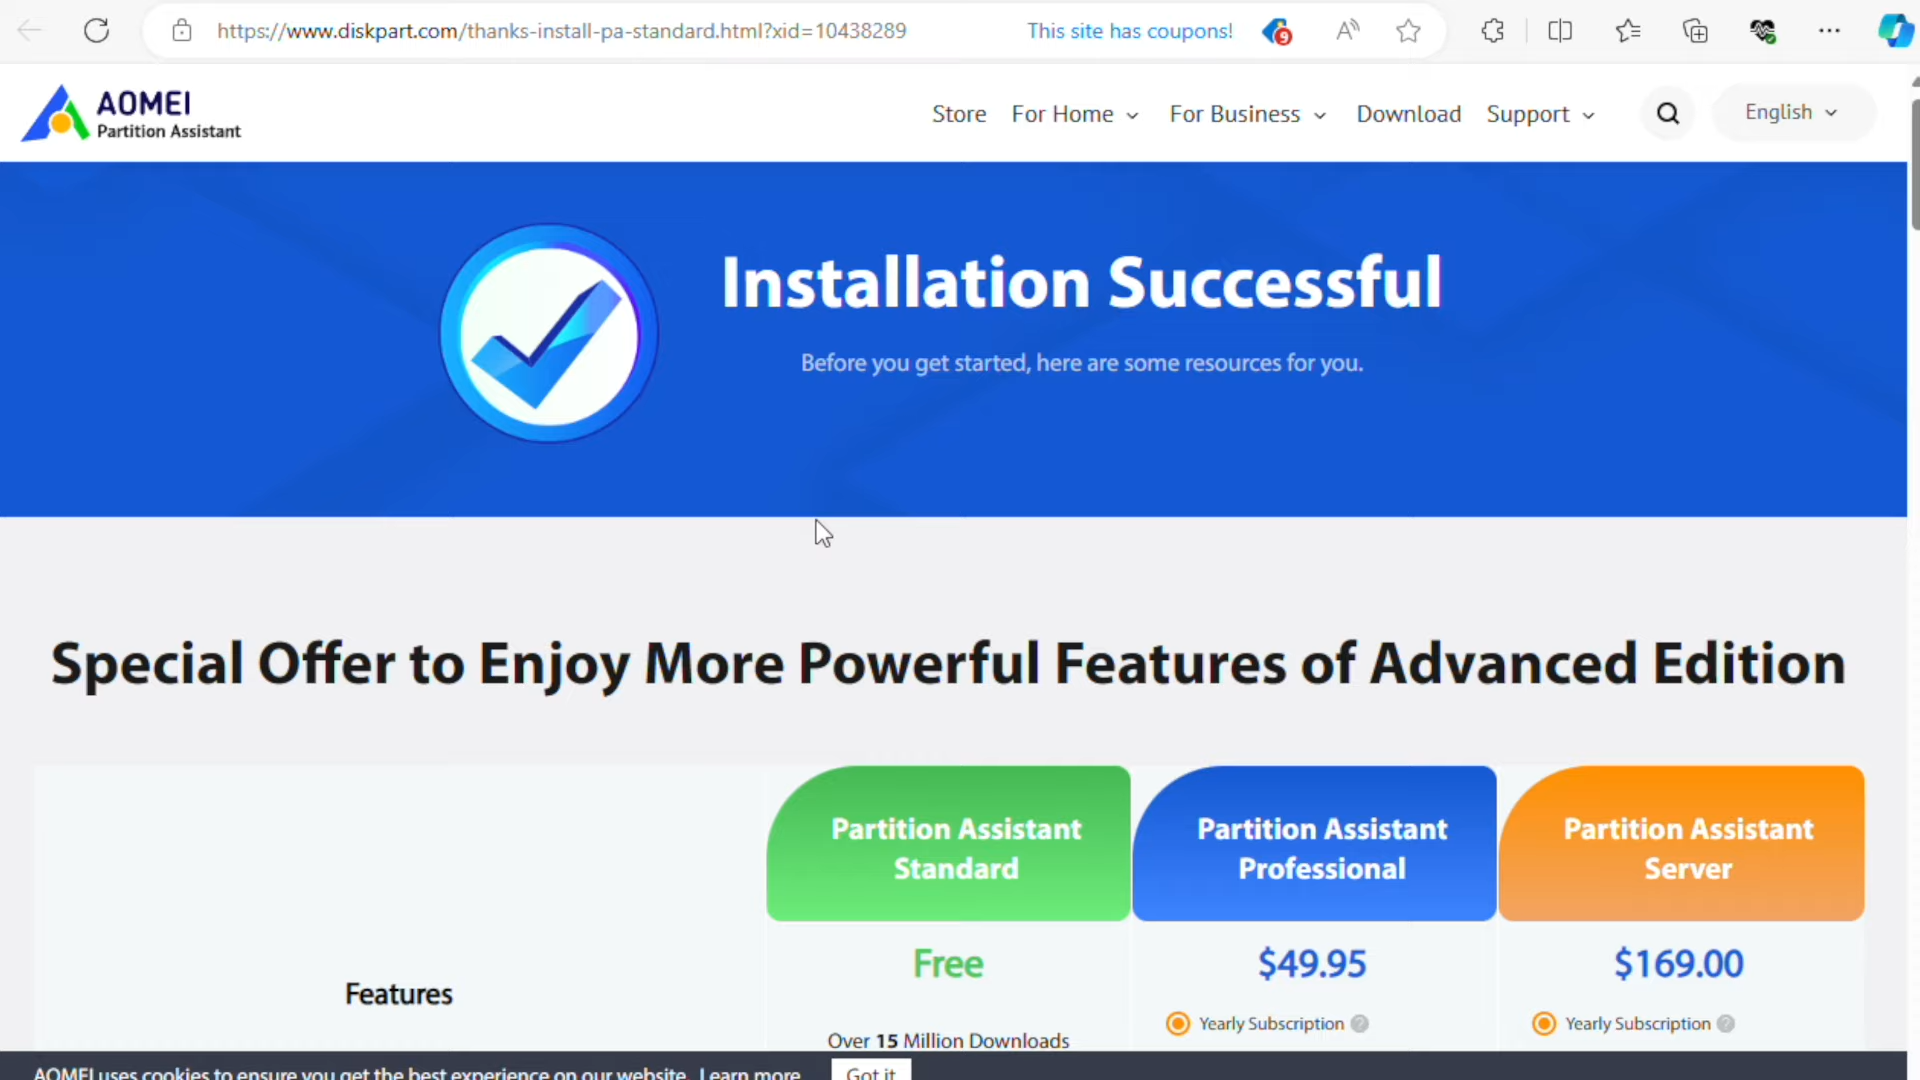 https://www.diskpart.com/thanks-install-pa-standard.html?xid=10438289
This site has coupons!
9
AOMEI
Partition Assistant
Store
For Home
For Business
Download
Support
English
Installation Successful
Before you get started, here are some resources for you.
Special Offer to Enjoy More Powerful Features of Advanced Edition
Features
Partition Assistant
Standard
Free
Over 15 Million Downloads
Partition Assistant
Professional
$49.95
Yearly Subscription ?
Partition Assistant
Server
$169.00
Yearly Subscription ?
AOMEI uses cookies to ensure you get the best experience on our website. Learn more
Got it